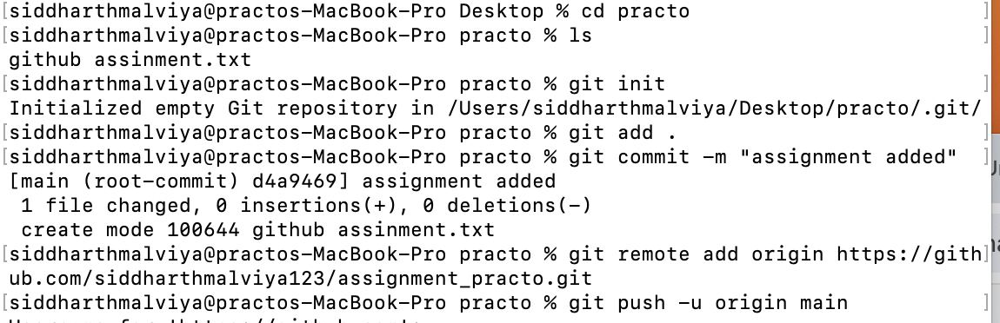 [siddharthmalviya@practos-MacBook-Pro Desktop % cd practo ]
[siddharthmalviya@practos-MacBook-Pro practo % ls ]
github assinment.txt
[siddharthmalviya@practos-MacBook-Pro practo % git init ]
Initialized empty Git repository in /Users/siddharthmalviya/Desktop/practo/.git/
[siddharthmalviya@practos-MacBook-Pro practo % git add . ]
[siddharthmalviya@practos-MacBook-Pro practo % git commit -m "assignment added" ]
[main (root-commit) d4a9469] assignment added
1 file changed, 0 insertions(+), 0 deletions(-)
create mode 100644 github assinment.txt
[siddharthmalviya@practos-MacBook-Pro practo % git remote add origin https://gith]
ub.com/siddharthmalviya123/assignment_practo.git
[siddharthmalviya@practos-MacBook-Pro practo % git push -u origin main ]